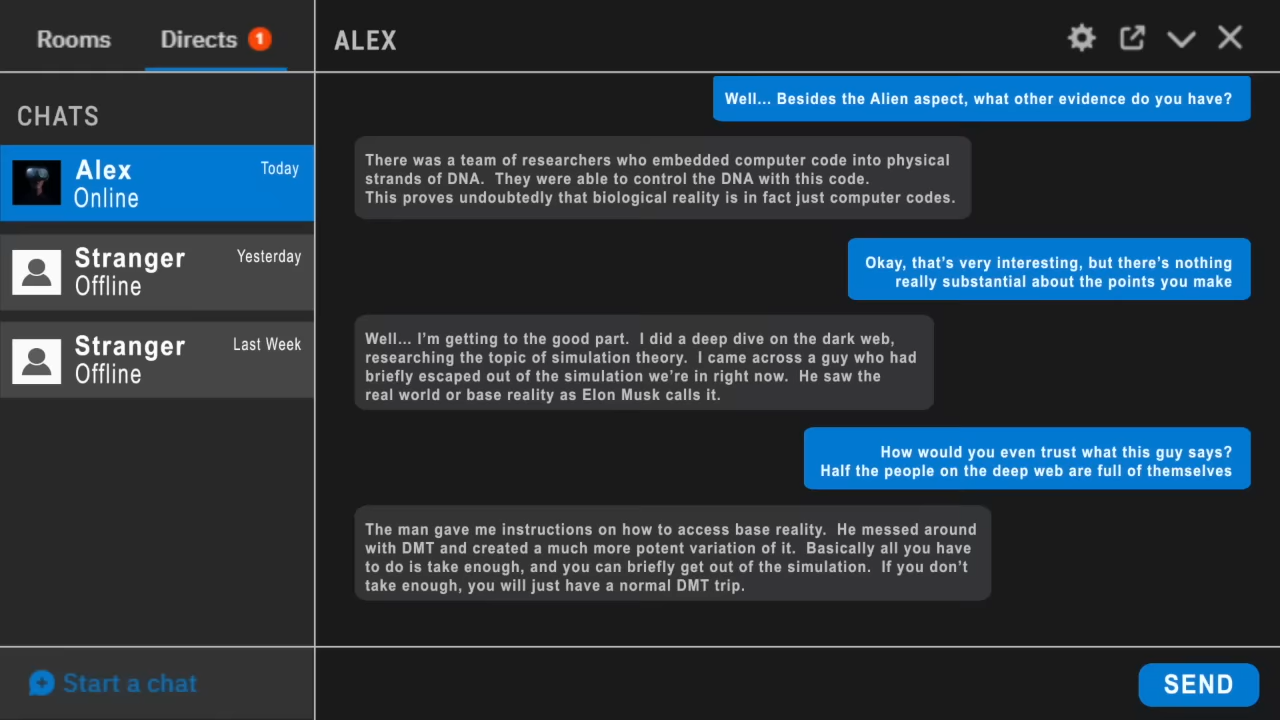 Rooms
Directs
1
ALEX
CHATS
Alex
Today
Online
Stranger
Yesterday
Offline
Stranger
Last Week
Offline
Start a chat
Well... Besides the Alien aspect, what other evidence do you have?
There was a team of researchers who embedded computer code into physical
strands of DNA.  They were able to control the DNA with this code.
This proves undoubtedly that biological reality is in fact just computer codes.
Okay, that's very interesting, but there's nothing
really substantial about the points you make
Well... I'm getting to the good part.  I did a deep dive on the dark web,
researching the topic of simulation theory.  I came across a guy who had
briefly escaped out of the simulation we're in right now.  He saw the
real world or base reality as Elon Musk calls it.
How would you even trust what this guy says?
Half the people on the deep web are full of themselves
The man gave me instructions on how to access base reality.  He messed around
with DMT and created a much more potent variation of it.  Basically all you have
to do is take enough, and you can briefly get out of the simulation.  If you don't
take enough, you will just have a normal DMT trip.
SEND